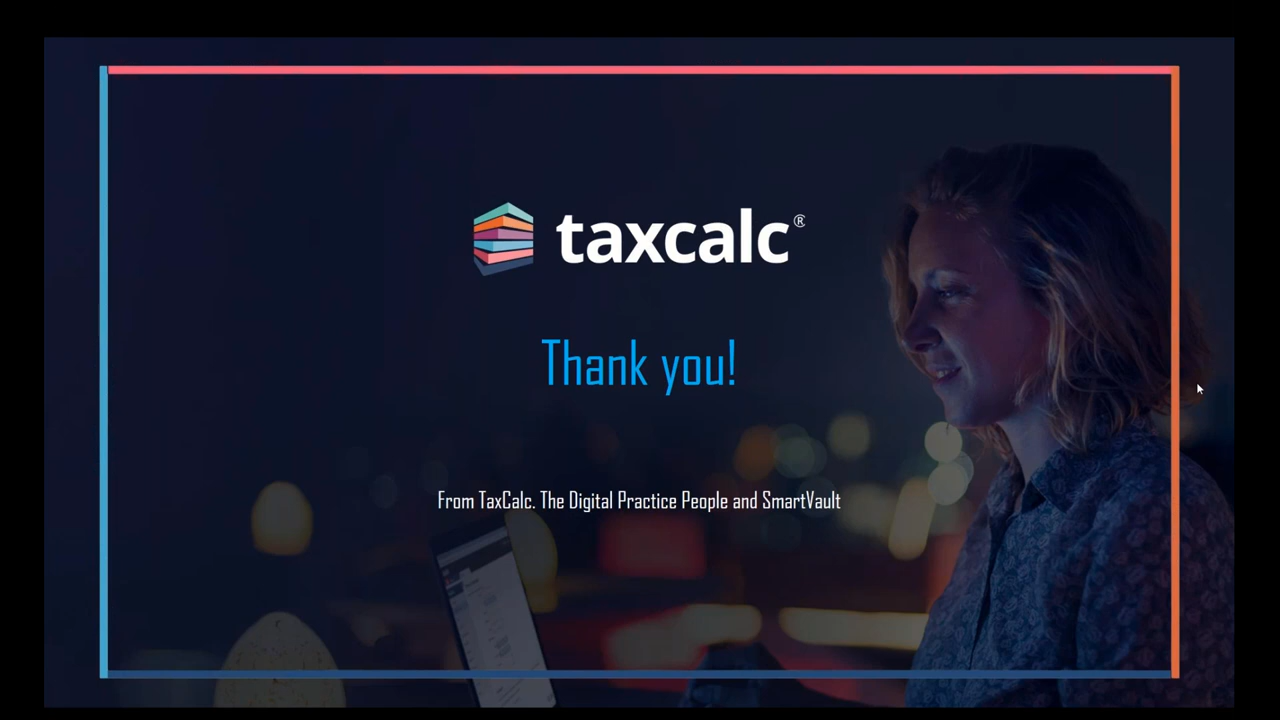 taxcalc®
Thank you!
From TaxCalc. The Digital Practice People and SmartVault